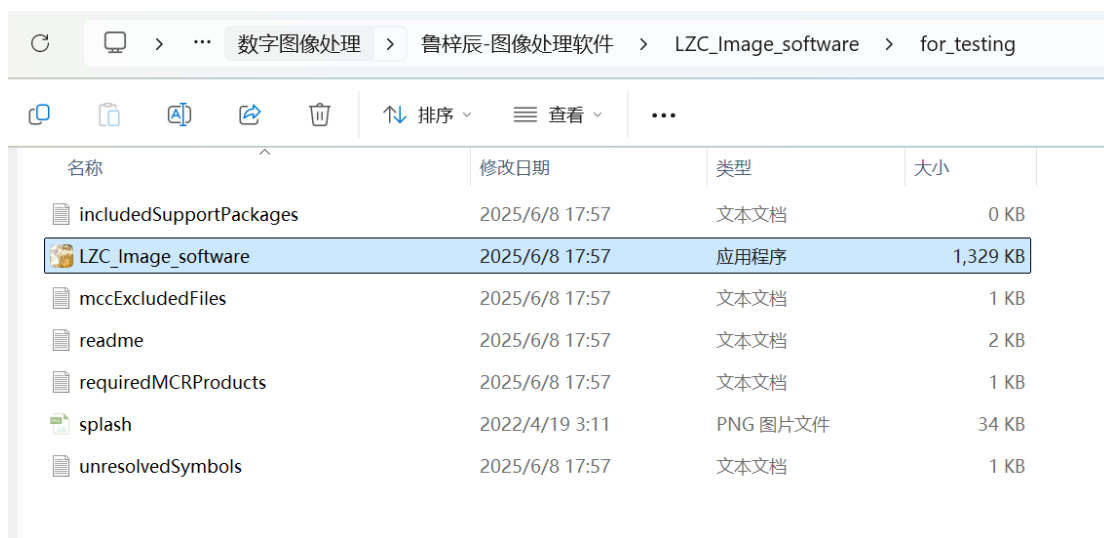 … 数字图像处理 > 鲁梓辰-图像处理软件 > LZC_Image_software > for_testing
排序 查看 …
名称 修改日期 类型 大小
includedSupportPackages 2025/6/8 17:57 文本文档 0 KB
LZC_Image_software 2025/6/8 17:57 应用程序 1,329 KB
mccExcludedFiles 2025/6/8 17:57 文本文档 1 KB
readme 2025/6/8 17:57 文本文档 2 KB
requiredMCRProducts 2025/6/8 17:57 文本文档 1 KB
splash 2022/4/19 3:11 PNG 图片文件 34 KB
unresolvedSymbols 2025/6/8 17:57 文本文档 1 KB